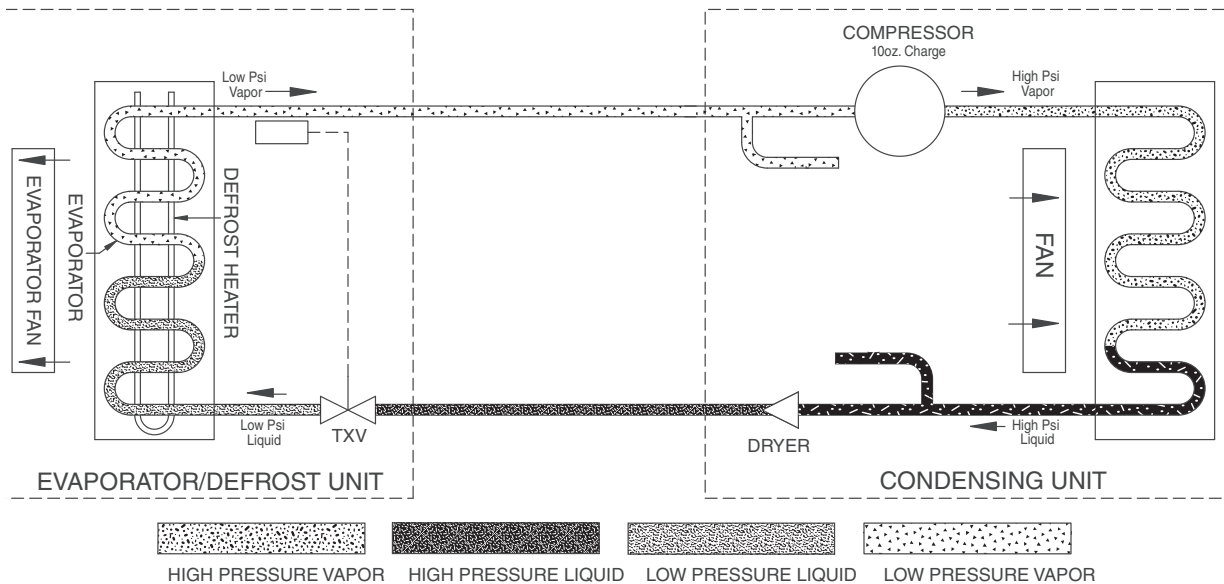 COMPRESSOR
10oz. Charge
Low Psi
Vapor
High Psi
Vapor
EVAPORATOR FAN
EVAPORATOR
DEFROST HEATER
FAN
Low Psi
Liquid
TXV
DRYER
High Psi
Liquid
EVAPORATOR/DEFROST UNIT
CONDENSING UNIT
HIGH PRESSURE VAPOR
HIGH PRESSURE LIQUID
LOW PRESSURE LIQUID
LOW PRESSURE VAPOR